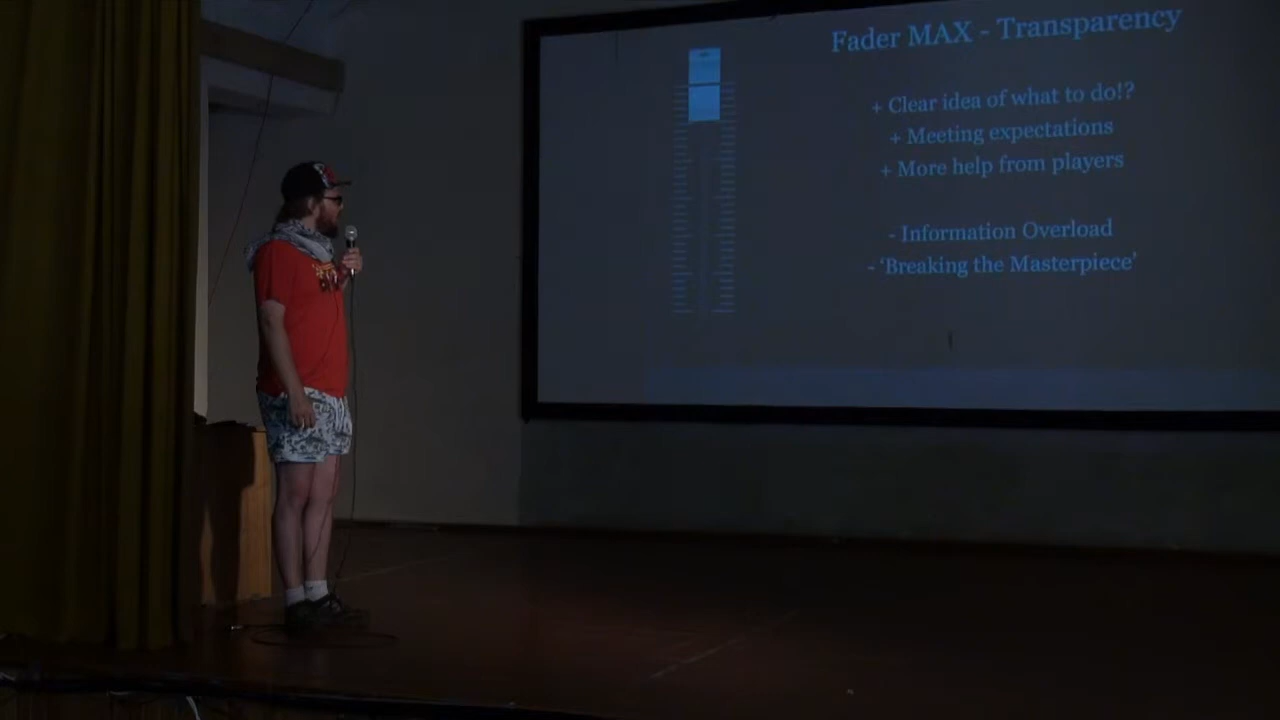 Fader MAX - Transparency
+ Clear idea of what to do!?
+ Meeting expectations
+ More help from players
- Information Overload
- ‘Breaking the Masterpiece’